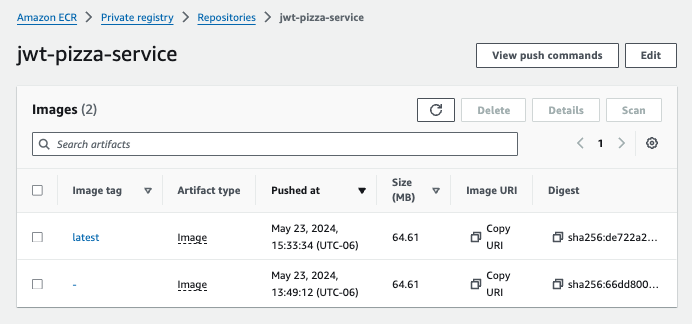 Amazon ECR > Private registry > Repositories > jwt-pizza-service
jwt-pizza-service
View push commands
Edit
Images (2)
Delete
Details
Scan
Search artifacts
1
Image tag
Artifact type
Pushed at
Size (MB)
Image URI
Digest
latest
Image
May 23, 2024,
15:33:34 (UTC-06)
64.61
Copy
URI
sha256:de722a2...
-
Image
May 23, 2024,
13:49:12 (UTC-06)
64.61
Copy
URI
sha256:66dd800...